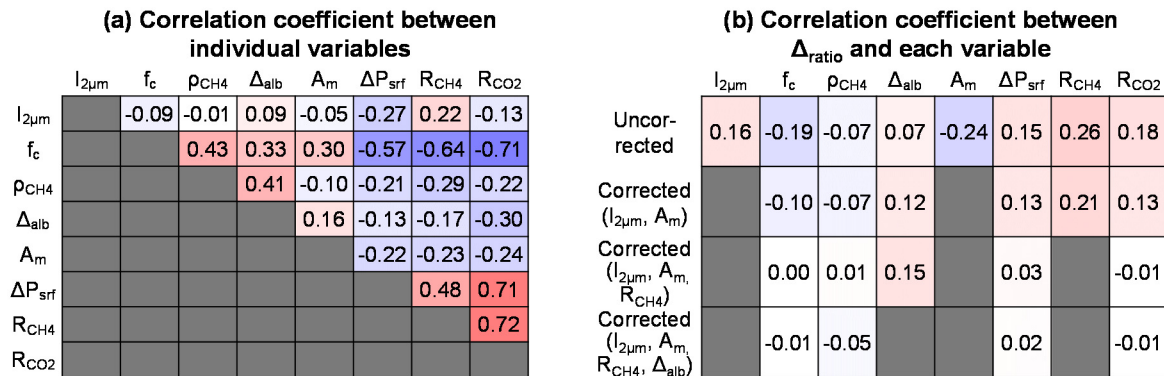 (a) Correlation coefficient between
individual variables
I2μm fc ρCH4 Δalb Am ΔPsrf RCH4 RCO2
I2μm -0.09 -0.01 0.09 -0.05 -0.27 0.22 -0.13
fc 0.43 0.33 0.30 -0.57 -0.64 -0.71
ρCH4 0.41 -0.10 -0.21 -0.29 -0.22
Δalb 0.16 -0.13 -0.17 -0.30
Am -0.22 -0.23 -0.24
ΔPsrf 0.48 0.71
RCH4 0.72
RCO2
(b) Correlation coefficient between
Δratio and each variable
I2μm fc ρCH4 Δalb Am ΔPsrf RCH4 RCO2
Uncor-
rected
0.16 -0.19 -0.07 0.07 -0.24 0.15 0.26 0.18
Corrected
(I2μm, Am)
-0.10 -0.07 0.12 0.13 0.21 0.13
Corrected
(I2μm, Am,
RCH4)
0.00 0.01 0.15 0.03 -0.01
Corrected
(I2μm, Am,
RCH4, Δalb)
-0.01 -0.05 0.02 -0.01